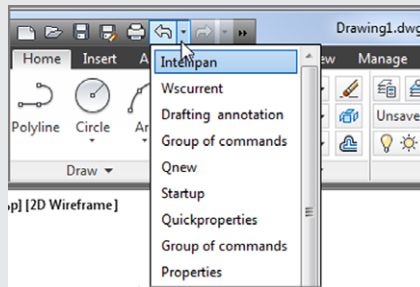 Drawing1.dwg
Home Insert A ew Manage
Intellipan
Wscurrent
Drafting annotation
Group of commands
Qnew
Startup
Quickproperties
Group of commands
Properties
Polyline Circle Ar
Unsave
Draw
p] [2D Wireframe]